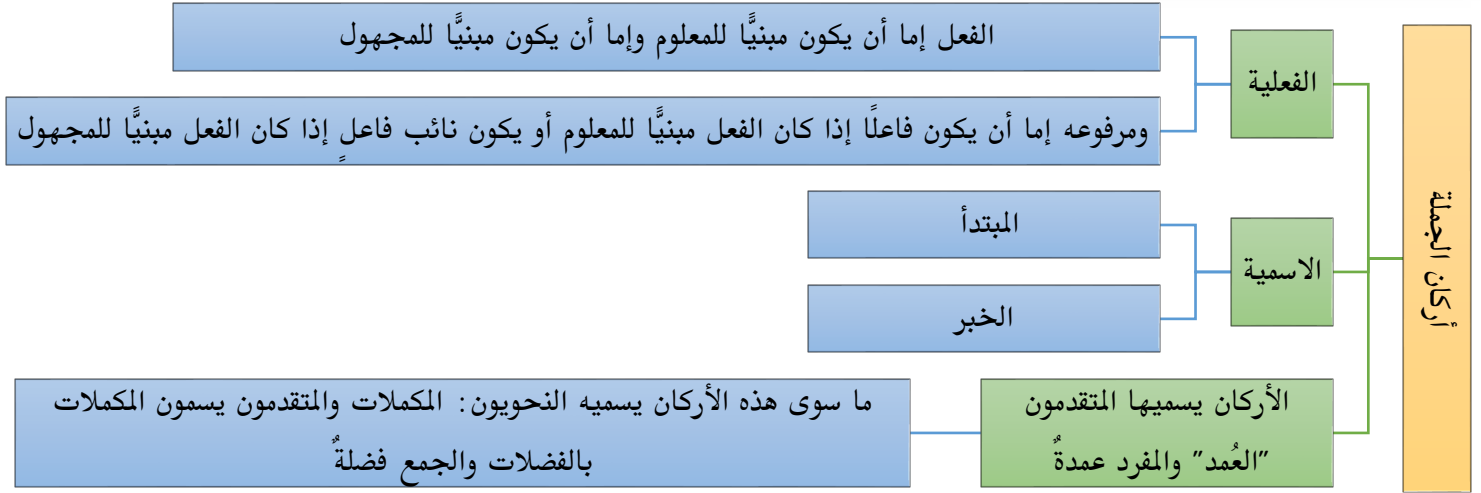 أركان الجملة
الفعلية
الفعل إما أن يكون مبنيًّا للمعلوم وإما أن يكون مبنيًّا للمجهول
ومرفوعه إما أن يكون فاعلًا إذا كان الفعل مبنيًّا للمعلوم أو يكون نائب فاعلٍ إذا كان الفعل مبنيًّا للمجهول
الاسمية
المبتدأ
الخبر
الأركان يسميها المتقدمون
"العُمد" والمفرد عمدةٌ
ما سوى هذه الأركان يسميه النحويون: المكملات والمتقدمون يسمون المكملات
بالفضلات والجمع فضلةٌ